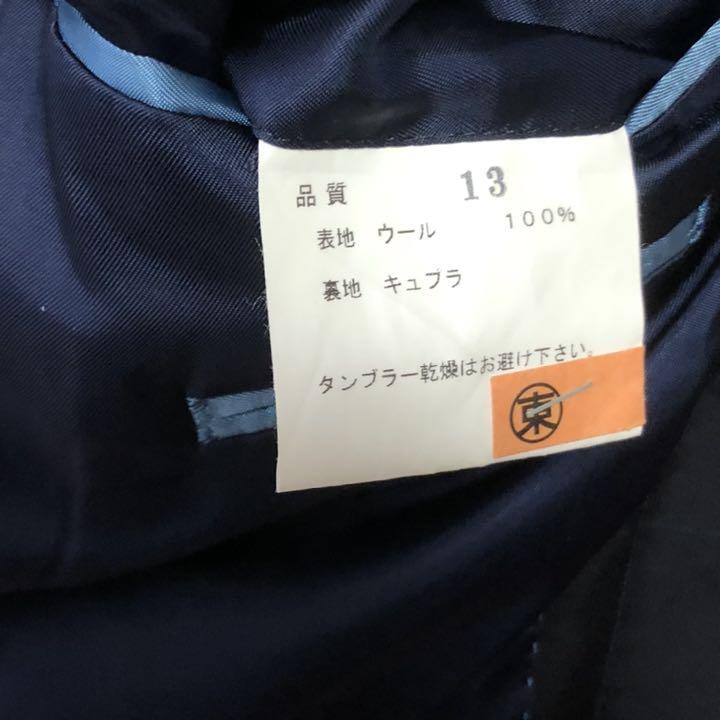 品質 13
表地 ウール 100%
裏地 キュプラ
タンブラー乾燥はお避け下さい。
東